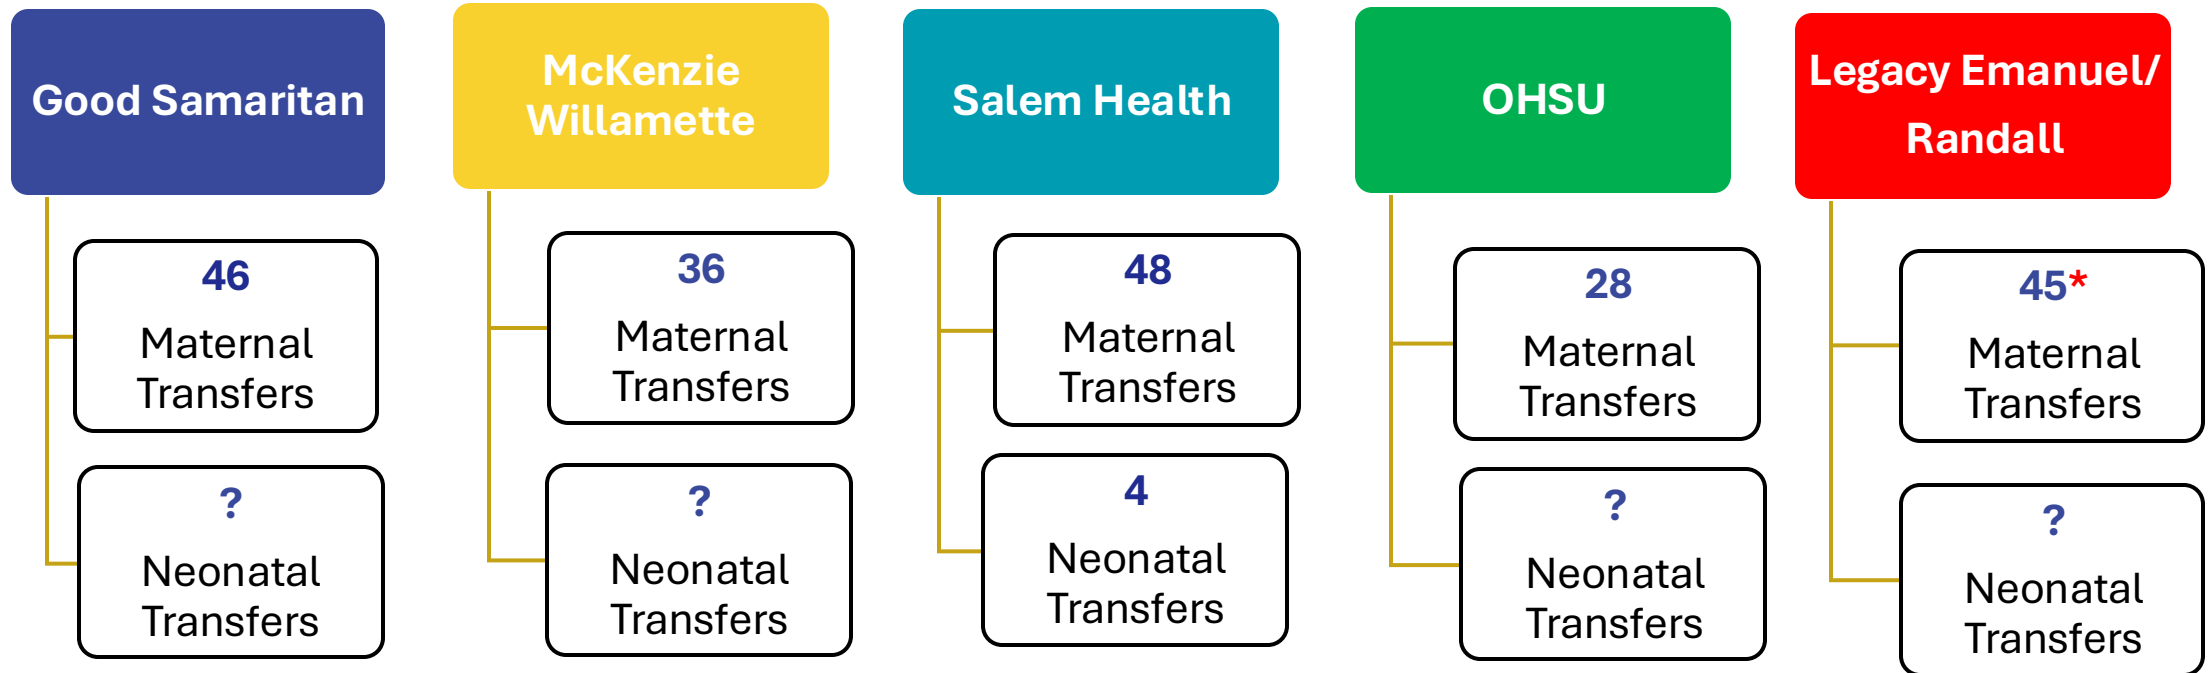 Good Samaritan
46
Maternal
Transfers
?
Neonatal
Transfers
McKenzie
Willamette
36
Maternal
Transfers
?
Neonatal
Transfers
Salem Health
48
Maternal
Transfers
4
Neonatal
Transfers
OHSU
28
Maternal
Transfers
?
Neonatal
Transfers
Legacy Emanuel/
Randall
45*
Maternal
Transfers
?
Neonatal
Transfers